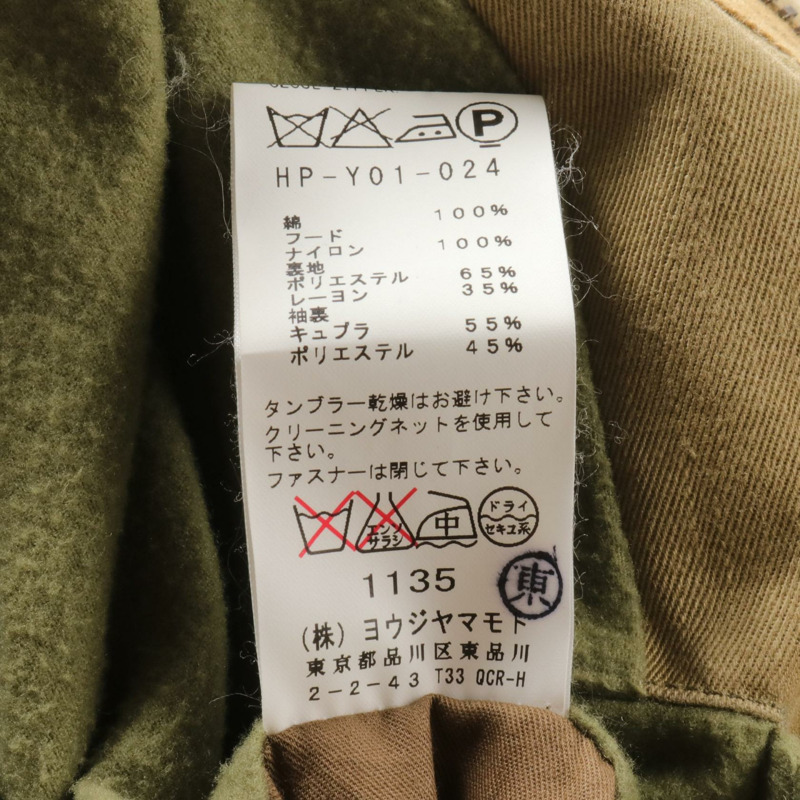 P
HP-Y01-024
綿 100%
フード
ナイロン 100%
裏地
ポリエステル 65%
レーヨン 35%
袖裏
キュプラ 55%
ポリエステル 45%
タンブラー乾燥はお避け下さい。
クリーニングネットを使用して
下さい。
ファスナーは閉じて下さい。
エンソ サラシ 中 ドライ セキユ系
1135 東
(株)ヨウジヤマモト
東京都品川区東品川
2-2-43 T33 QCR-H